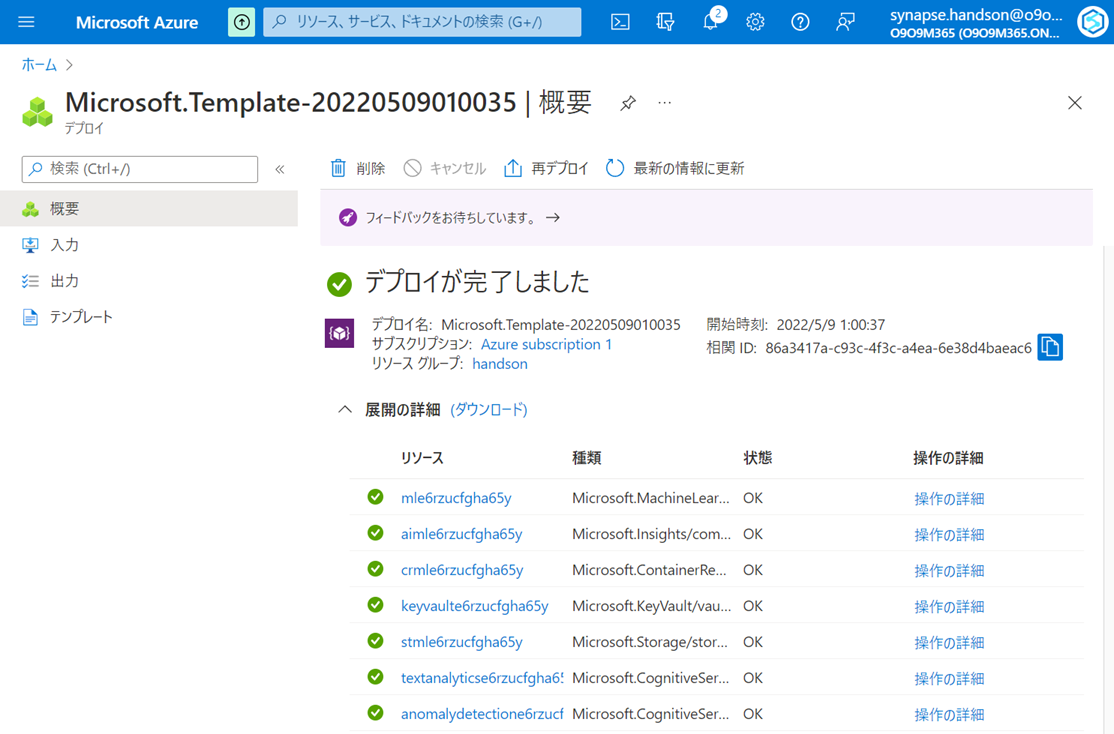 Microsoft Azure
リソース、サービス、ドキュメントの検索 (G+/)
2
synapse.handson@o9o...
O9O9M365 (O9O9M365.ON...
ホーム
Microsoft.Template-20220509010035 | 概要
デプロイ
検索 (Ctrl+/)
削除 キャンセル 再デプロイ 最新の情報に更新
概要
入力
出力
テンプレート
フィードバックをお待ちしています。 →
デプロイが完了しました
デプロイ名: Microsoft.Template-20220509010035
サブスクリプション: Azure subscription 1
リソース グループ: handson
開始時刻: 2022/5/9 1:00:37
相関 ID: 86a3417a-c93c-4f3c-a4ea-6e38d4baeac6
展開の詳細 (ダウンロード)
リソース 種類 状態 操作の詳細
mle6rzucfgha65y Microsoft.MachineLear... OK 操作の詳細
aimle6rzucfgha65y Microsoft.Insights/com... OK 操作の詳細
crmle6rzucfgha65y Microsoft.ContainerRe... OK 操作の詳細
keyvaulte6rzucfgha65y Microsoft.KeyVault/vau... OK 操作の詳細
stmle6rzucfgha65y Microsoft.Storage/stor... OK 操作の詳細
textanalyticse6rzucfgha65 Microsoft.CognitiveSer... OK 操作の詳細
anomalydetectione6rzucf Microsoft.CognitiveSer... OK 操作の詳細